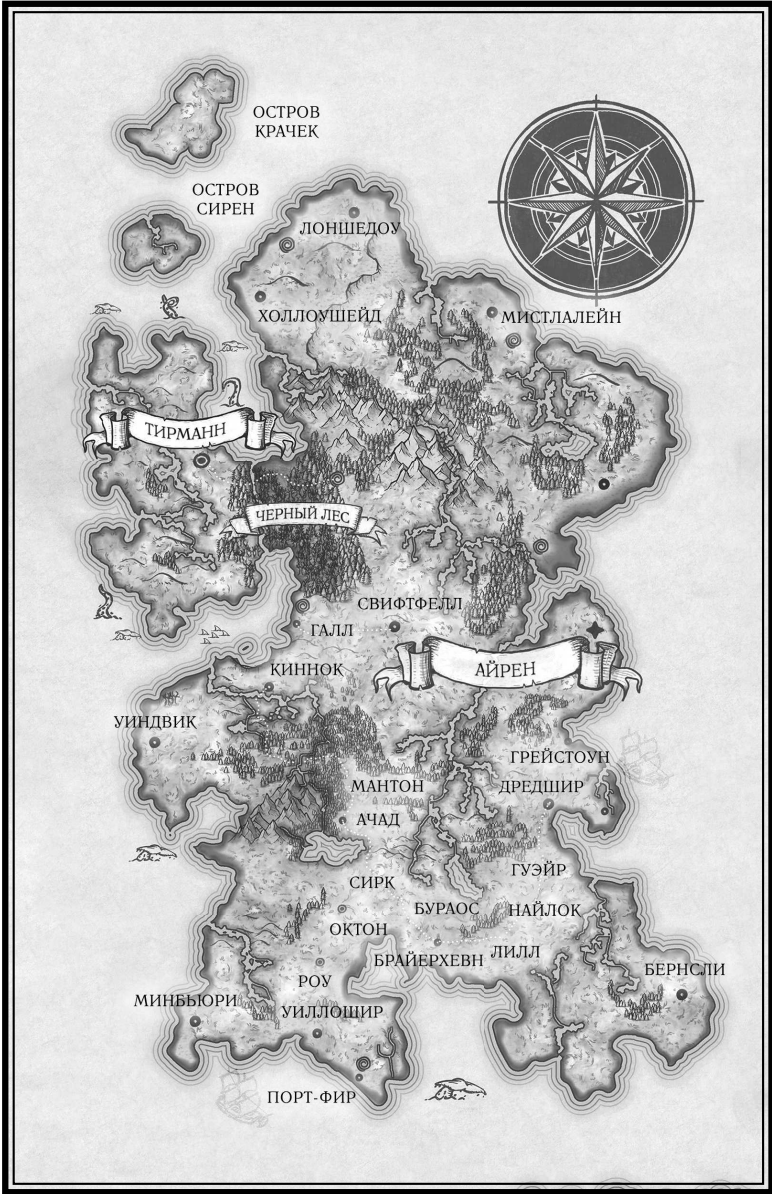 ОСТРОВ
КРАЧЕК
ОСТРОВ
СИРЕН
ЛОНШЕДОУ
ХОЛЛОУШЕЙД
МИСТЛАЛЕЙН
ТИРМАНН
ЧЕРНЫЙ ЛЕС
СВИФТФЕЛЛ
ГАЛЛ
АЙРЕН
КИННОК
УИНДВИК
ГРЕЙСТОУН
МАНТОН
ДРЕДШИР
АЧАД
ГУЭЙР
СИРК
БУРАОС
НАЙЛОК
ОКТОН
ЛИЛЛ
БРАЙЕРХЕВН
БЕРНСЛИ
РОУ
МИНБЬЮРИ
УИЛЛОШИР
ПОРТ-ФИР